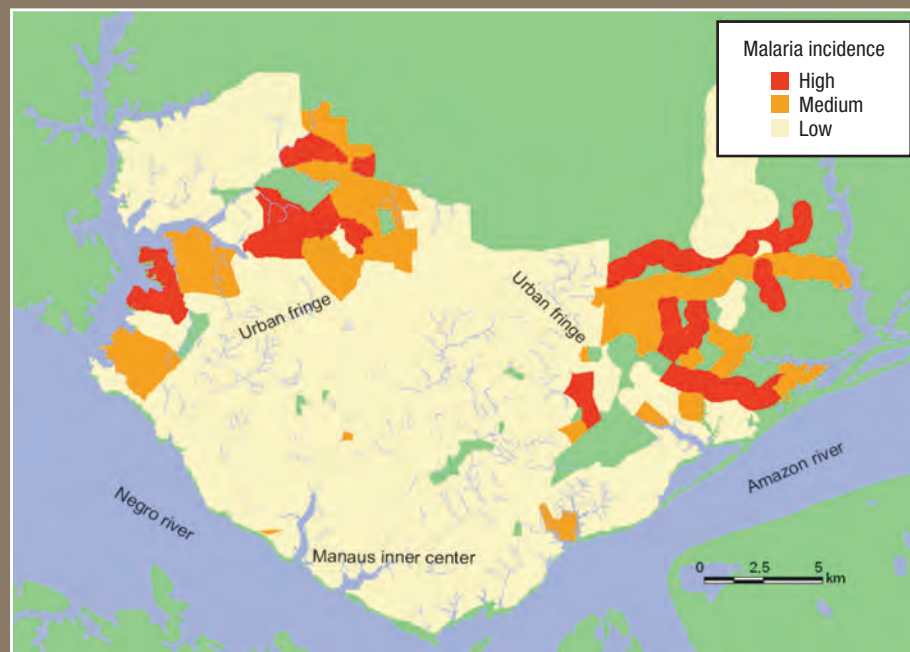 Malaria incidence
High
Medium
Low
Urban fringe
Urban fringe
Negro river
Manaus inner center
Amazon river
0 2.5 5
km